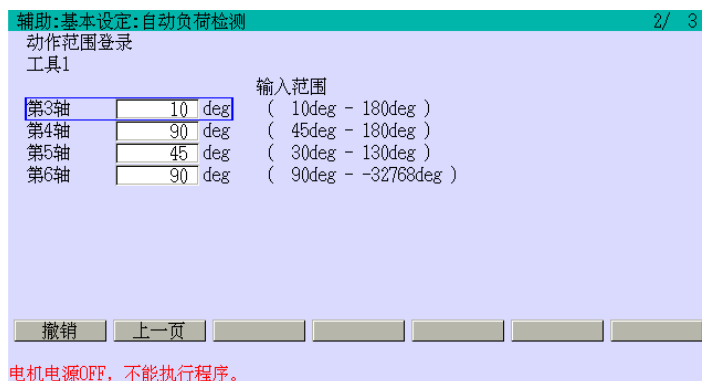 辅助:基本设定:自动负荷检测 2/ 3
动作范围登录
工具1
输入范围
第3轴 10 deg ( 10deg - 180deg )
第4轴 90 deg ( 45deg - 180deg )
第5轴 45 deg ( 30deg - 130deg )
第6轴 90 deg ( 90deg - -32768deg )
撤销 上一页
电机电源OFF，不能执行程序。